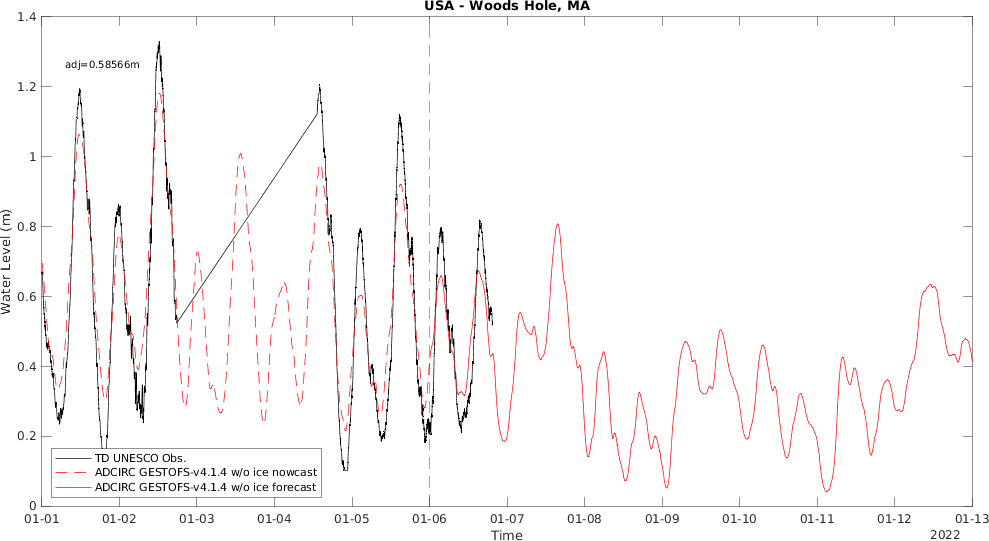 USA - Woods Hole, MA
adj=0.58566m
Water Level (m)
1.4
1.2
1
0.8
0.6
0.4
0.2
0
TD UNESCO Obs.
ADCIRC GESTOFS-v4.1.4 w/o ice nowcast
ADCIRC GESTOFS-v4.1.4 w/o ice forecast
01-01 01-02 01-03 01-04 01-05 01-06 01-07 01-08 01-09 01-10 01-11 01-12 01-13
Time
2022